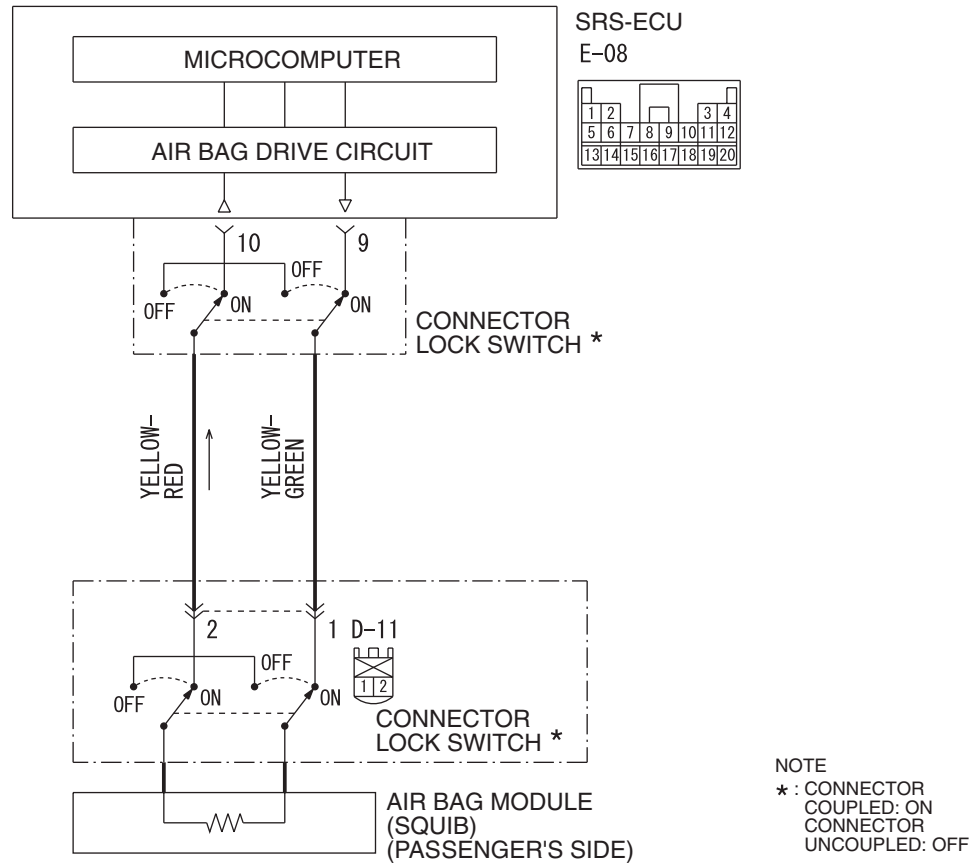 SRS-ECU
E-08
MICROCOMPUTER
AIR BAG DRIVE CIRCUIT
1 2 3 4
5 6 7 8 9 10 11 12
13 14 15 16 17 18 19 20
10 9
OFF
OFF ON ON
CONNECTOR
LOCK SWITCH *
YELLOW-
RED
YELLOW-
GREEN
2 1 D-11
1 2
OFF
OFF ON ON
CONNECTOR
LOCK SWITCH *
AIR BAG MODULE
(SQUIB)
(PASSENGER'S SIDE)
NOTE
* : CONNECTOR
COUPLED: ON
CONNECTOR
UNCOUPLED: OFF